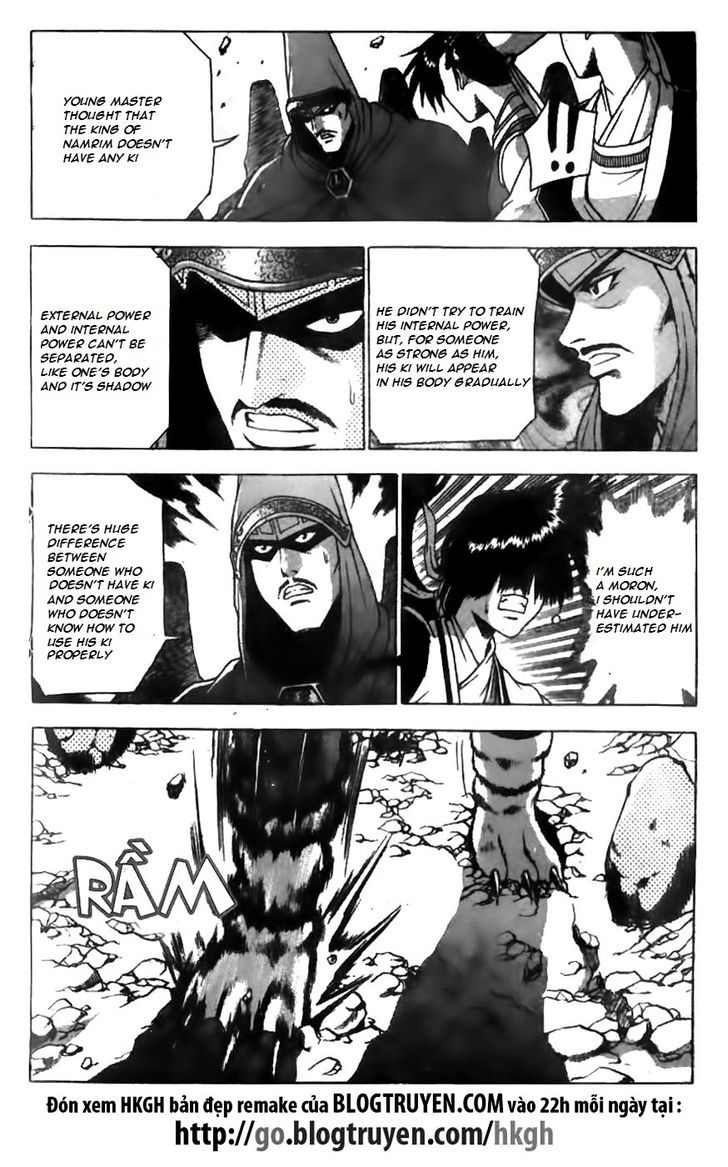 YOUNG MASTER
THOUGHT THAT
THE KING OF
NAMRIM DOESN'T
HAVE ANY KI
!!
EXTERNAL POWER
AND INTERNAL
POWER CAN'T BE
SEPARATED,
LIKE ONE'S BODY
AND IT'S SHADOW
HE DIDN'T TRY TO TRAIN
HIS INTERNAL POWER,
BUT, FOR SOMEONE
AS STRONG AS HIM,
HIS KI WILL APPEAR
IN HIS BODY GRADUALLY
THERE'S HUGE
DIFFERENCE
BETWEEN
SOMEONE WHO
DOESN'T HAVE KI
AND SOMEONE
WHO DOESN'T
KNOW HOW TO
USE HIS KI
PROPERLY
I'M SUCH
A MORON,
I SHOULDN'T
HAVE UNDER-
ESTIMATED HIM
RẦM
Đón xem HKGH bản đẹp remake của BLOGTRUYEN.COM vào 22h mỗi ngày tại :
http://go.blogtruyen.com/hkgh